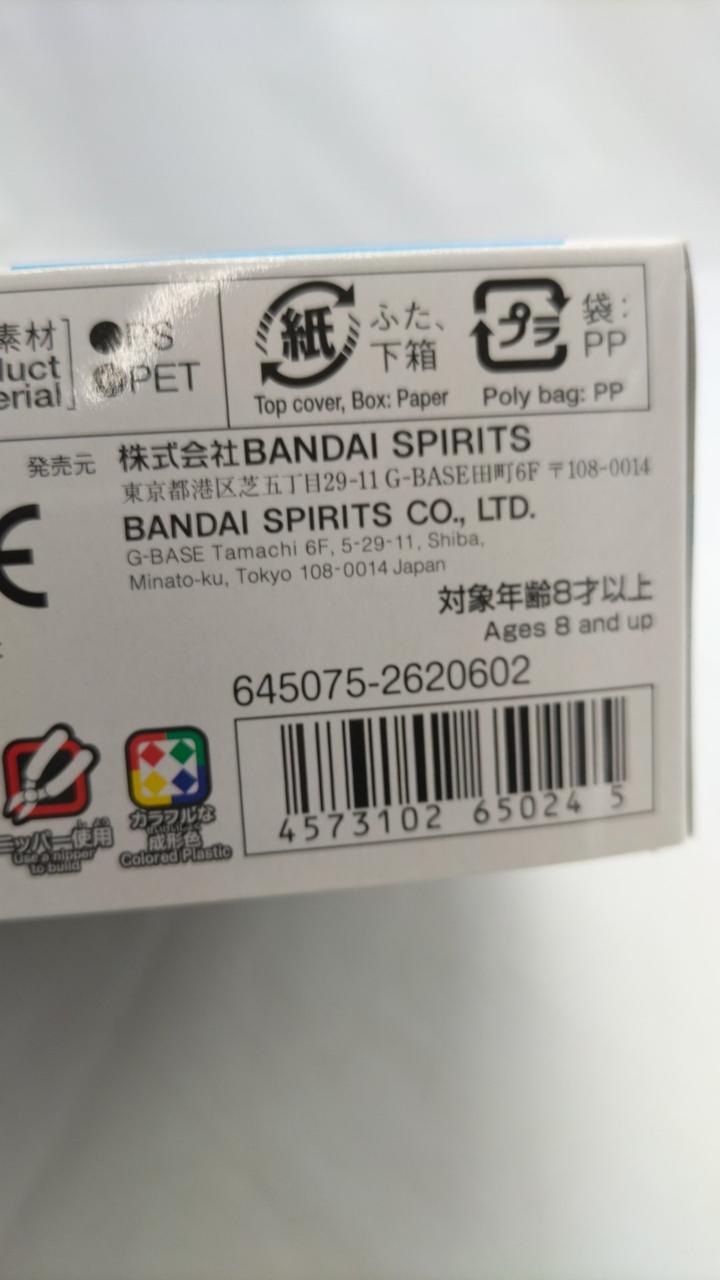 素材]
duct
erial]
PS
PET
紙
ふた、
下箱
Top cover, Box: Paper
プラ
袋:
PP
Poly bag: PP
発売元 株式会社BANDAI SPIRITS
東京都港区芝五丁目29-11 G-BASE田町6F 〒108-0014
BANDAI SPIRITS CO., LTD.
G-BASE Tamachi 6F, 5-29-11, Shiba,
Minato-ku, Tokyo 108-0014 Japan
CE
対象年齢8才以上
Ages 8 and up
645075-2620602
4573102 65024 5
ニッパー使用
Use a nipper
to build
カラフルな
成形色
Colored Plastic